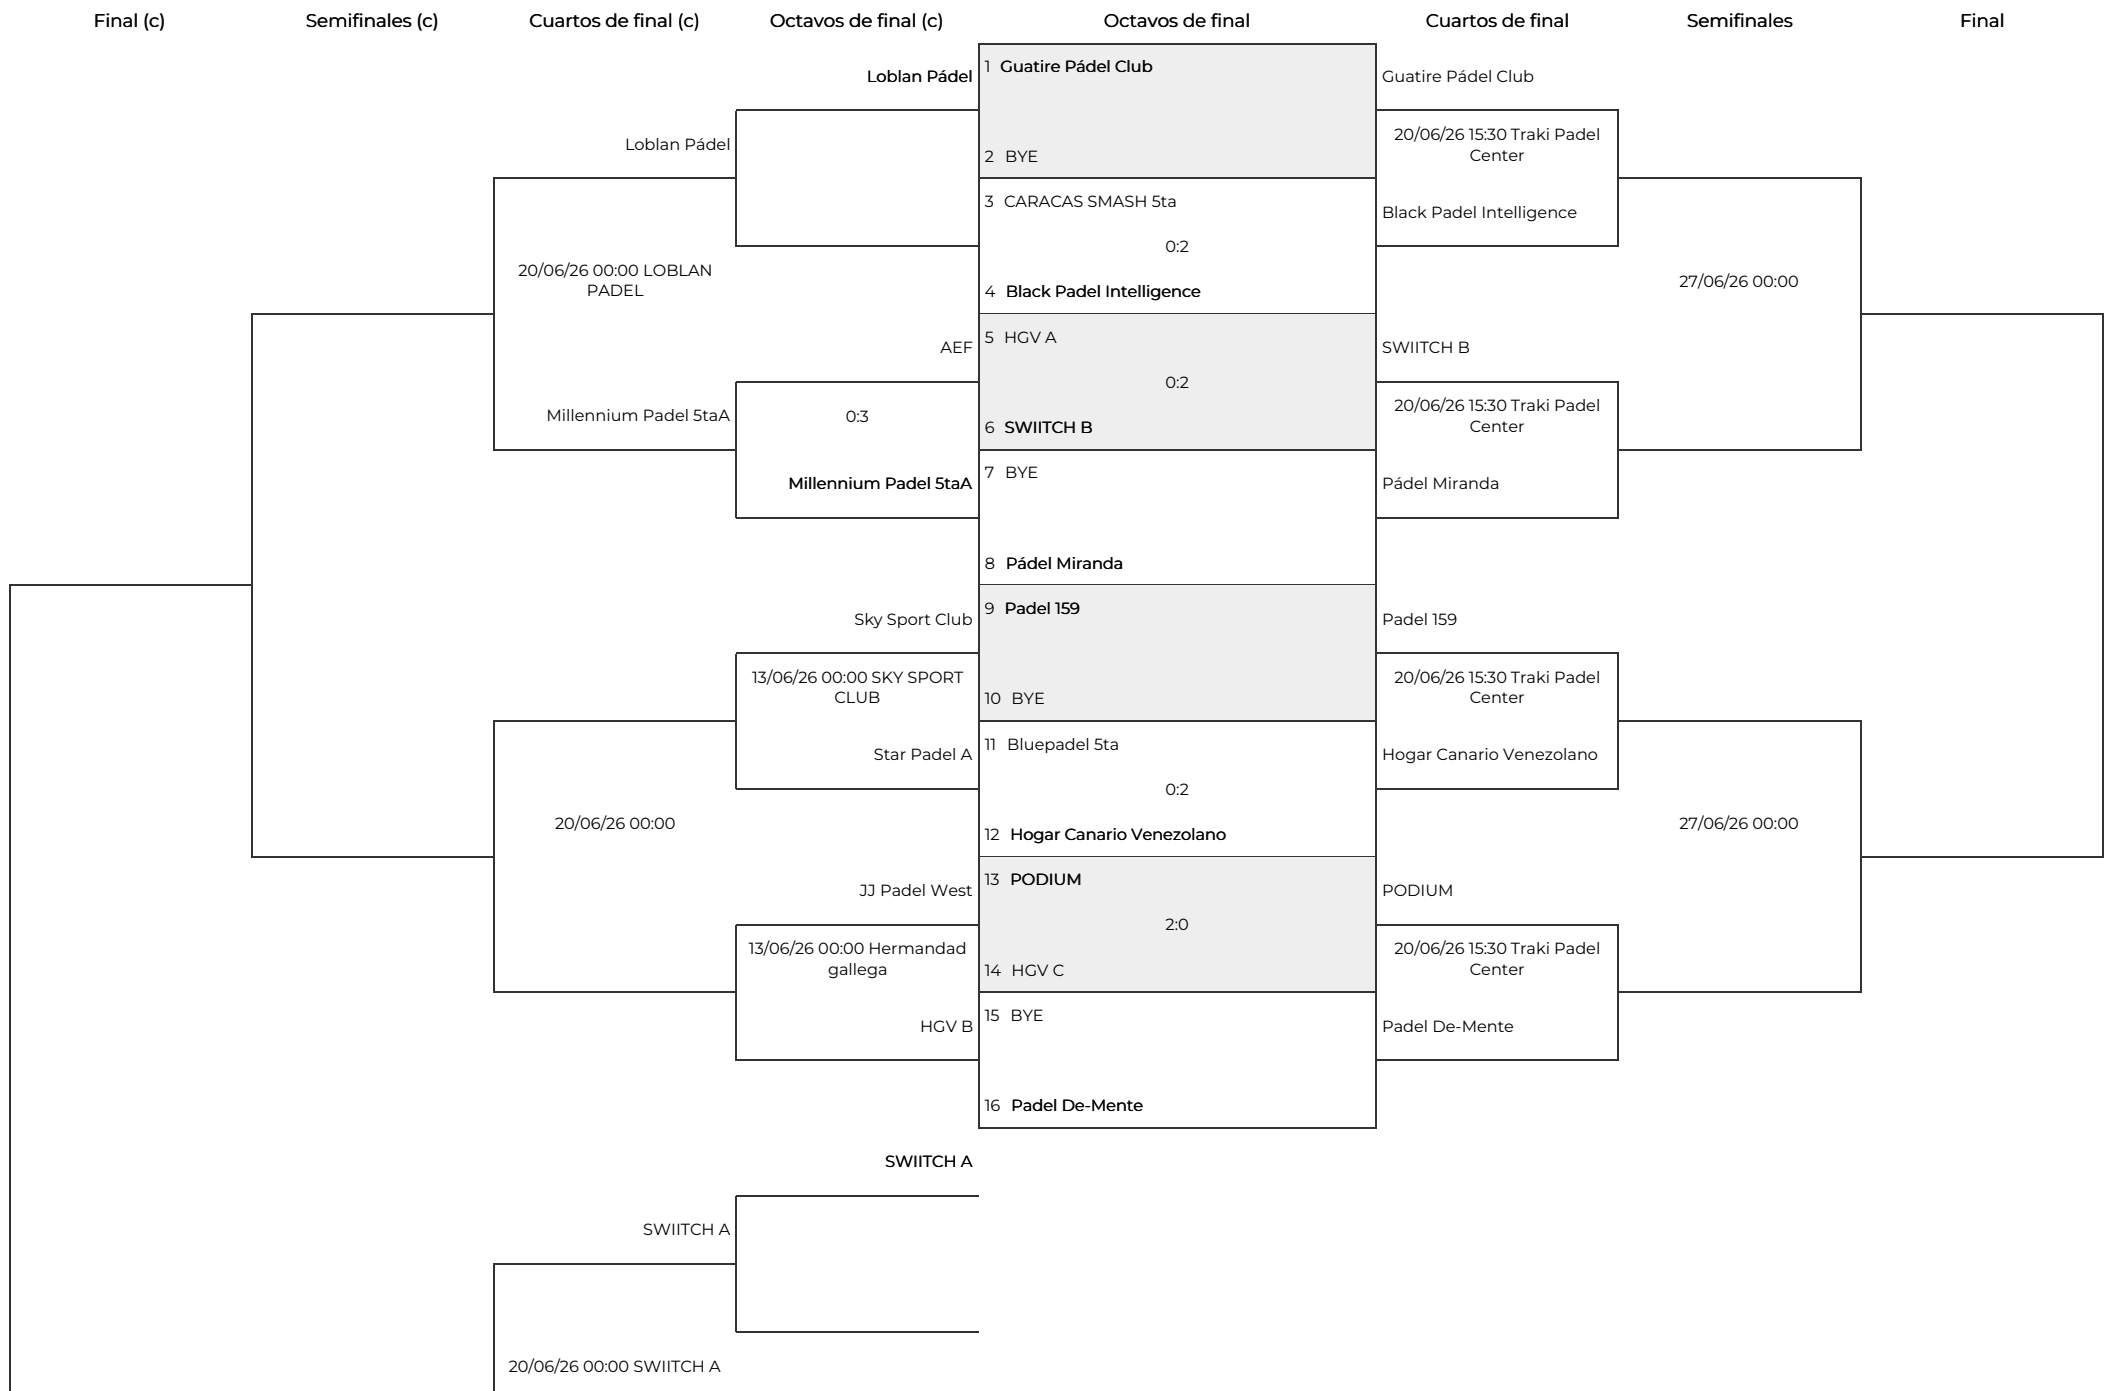 Final (c)
Semifinales (c)
Cuartos de final (c)
Octavos de final (c)
Octavos de final
Cuartos de final
Semifinales
Final
Loblan Pádel
Loblan Pádel
20/06/26 00:00 LOBLAN
PADEL
AEF
Millennium Padel 5taA
0:3
Millennium Padel 5taA
Sky Sport Club
13/06/26 00:00 SKY SPORT
CLUB
Star Padel A
20/06/26 00:00
JJ Padel West
13/06/26 00:00 Hermandad
gallega
HGV B
SWIITCH A
SWIITCH A
20/06/26 00:00 SWIITCH A
1 Guatire Pádel Club
2 BYE
3 CARACAS SMASH 5ta
0:2
4 Black Padel Intelligence
5 HGV A
0:2
6 SWIITCH B
7 BYE
8 Pádel Miranda
9 Padel 159
10 BYE
11 Bluepadel 5ta
0:2
12 Hogar Canario Venezolano
13 PODIUM
2:0
14 HGV C
15 BYE
16 Padel De-Mente
Guatire Pádel Club
20/06/26 15:30 Traki Padel
Center
Black Padel Intelligence
27/06/26 00:00
SWIITCH B
20/06/26 15:30 Traki Padel
Center
Pádel Miranda
Padel 159
20/06/26 15:30 Traki Padel
Center
Hogar Canario Venezolano
27/06/26 00:00
PODIUM
20/06/26 15:30 Traki Padel
Center
Padel De-Mente